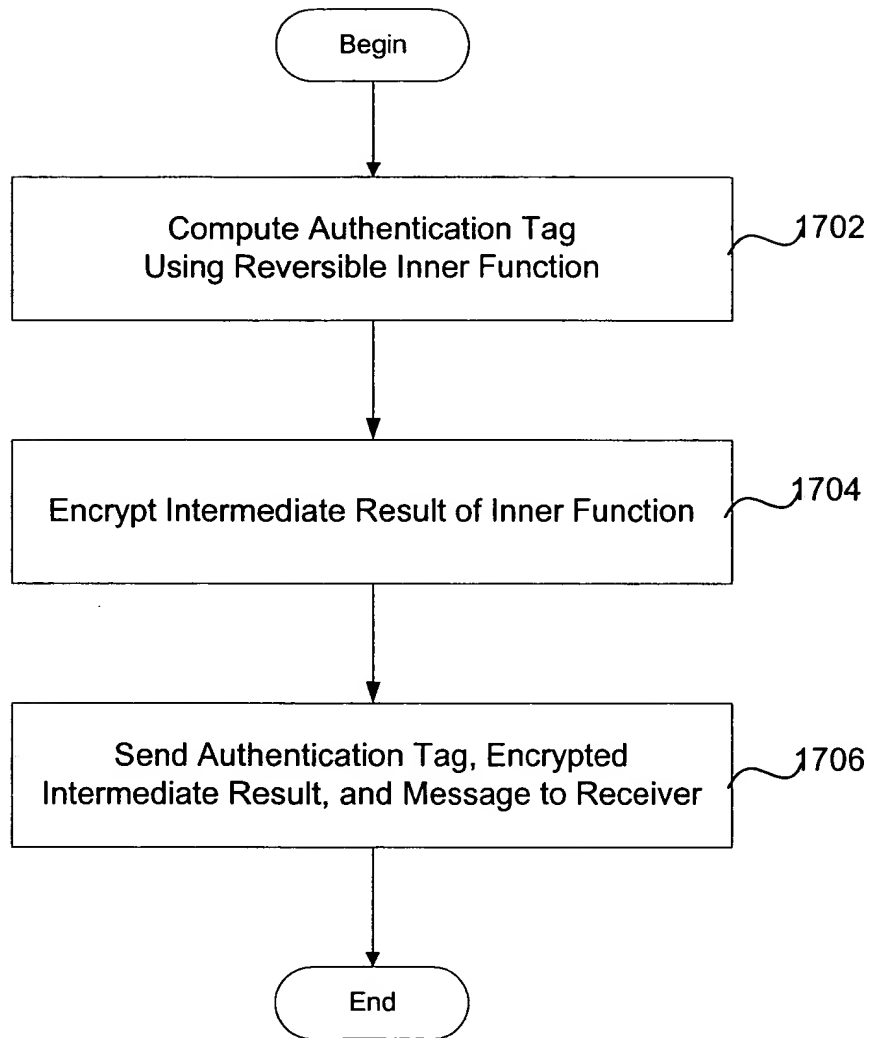 Begin
Compute Authentication Tag
Using Reversible Inner Function
1702
Encrypt Intermediate Result of Inner Function
1704
Send Authentication Tag, Encrypted
Intermediate Result, and Message to Receiver
1706
End